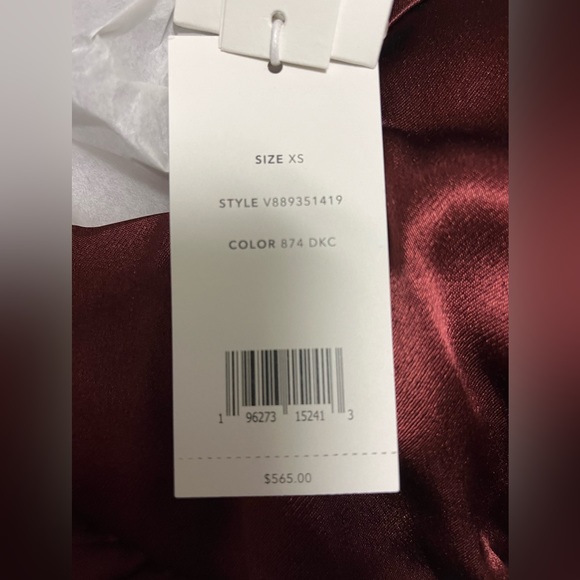 SIZE XS
STYLE V889351419
COLOR 874 DKC
1 96273 15241 3
$565.00